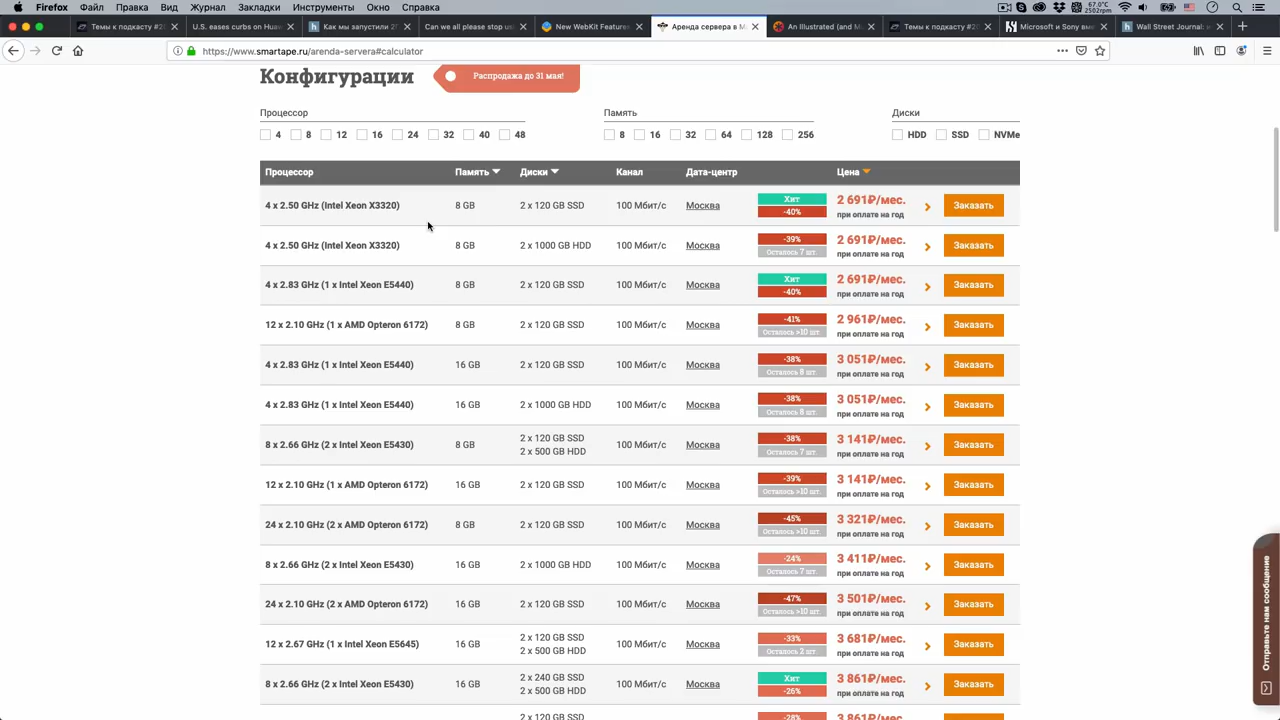 Firefox Файл Правка Вид Журнал Закладки Инструменты Окно Справка
67.0°C
2502rpm
Темы к подкасту #2
U.S. eases curbs on Hua
Как мы запустили 2
Can we all please stop us
New WebKit Features
Аренда сервера в М
An Illustrated (and M
Темы к подкасту #2
Microsoft и Sony вме
Wall Street Journal: н
https://www.smartape.ru/arenda-servera#calculator
Конфигурации
Распродажа до 31 мая!
Процессор Память Диски
4 8 12 16 24 32 40 48 8 16 32 64 128 256 HDD SSD NVMe
Процессор Память Диски Канал Дата-центр Цена
4 x 2.50 GHz (Intel Xeon X3320) 8 GB 2 x 120 GB SSD 100 Мбит/с Москва Хит -40% 2 691₽/мес. при оплате на год Заказать
4 x 2.50 GHz (Intel Xeon X3320) 8 GB 2 x 1000 GB HDD 100 Мбит/с Москва -39% Осталось 7 шт. 2 691₽/мес. при оплате на год Заказать
4 x 2.83 GHz (1 x Intel Xeon E5440) 8 GB 2 x 120 GB SSD 100 Мбит/с Москва Хит -40% 2 691₽/мес. при оплате на год Заказать
12 x 2.10 GHz (1 x AMD Opteron 6172) 8 GB 2 x 120 GB SSD 100 Мбит/с Москва -41% Осталось >10 шт. 2 961₽/мес. при оплате на год Заказать
4 x 2.83 GHz (1 x Intel Xeon E5440) 16 GB 2 x 120 GB SSD 100 Мбит/с Москва -38% Осталось 8 шт. 3 051₽/мес. при оплате на год Заказать
4 x 2.83 GHz (1 x Intel Xeon E5440) 16 GB 2 x 1000 GB HDD 100 Мбит/с Москва -38% Осталось 8 шт. 3 051₽/мес. при оплате на год Заказать
8 x 2.66 GHz (2 x Intel Xeon E5430) 8 GB 2 x 120 GB SSD 2 x 500 GB HDD 100 Мбит/с Москва -38% Осталось 7 шт. 3 141₽/мес. при оплате на год Заказать
12 x 2.10 GHz (1 x AMD Opteron 6172) 16 GB 2 x 120 GB SSD 100 Мбит/с Москва -39% Осталось >10 шт. 3 141₽/мес. при оплате на год Заказать
24 x 2.10 GHz (2 x AMD Opteron 6172) 8 GB 2 x 120 GB SSD 100 Мбит/с Москва -45% Осталось >10 шт. 3 321₽/мес. при оплате на год Заказать
8 x 2.66 GHz (2 x Intel Xeon E5430) 16 GB 2 x 1000 GB HDD 100 Мбит/с Москва -24% Осталось 7 шт. 3 411₽/мес. при оплате на год Заказать
24 x 2.10 GHz (2 x AMD Opteron 6172) 16 GB 2 x 120 GB SSD 100 Мбит/с Москва -47% Осталось >10 шт. 3 501₽/мес. при оплате на год Заказать
12 x 2.67 GHz (1 x Intel Xeon E5645) 16 GB 2 x 120 GB SSD 2 x 500 GB HDD 100 Мбит/с Москва -33% Осталось 2 шт. 3 681₽/мес. при оплате на год Заказать
8 x 2.66 GHz (2 x Intel Xeon E5430) 16 GB 2 x 240 GB SSD 2 x 500 GB HDD 100 Мбит/с Москва Хит -26% 3 861₽/мес. при оплате на год Заказать
2 x 120 GB SSD -28% 3 861₽/мес.
Отправьте нам сообщение